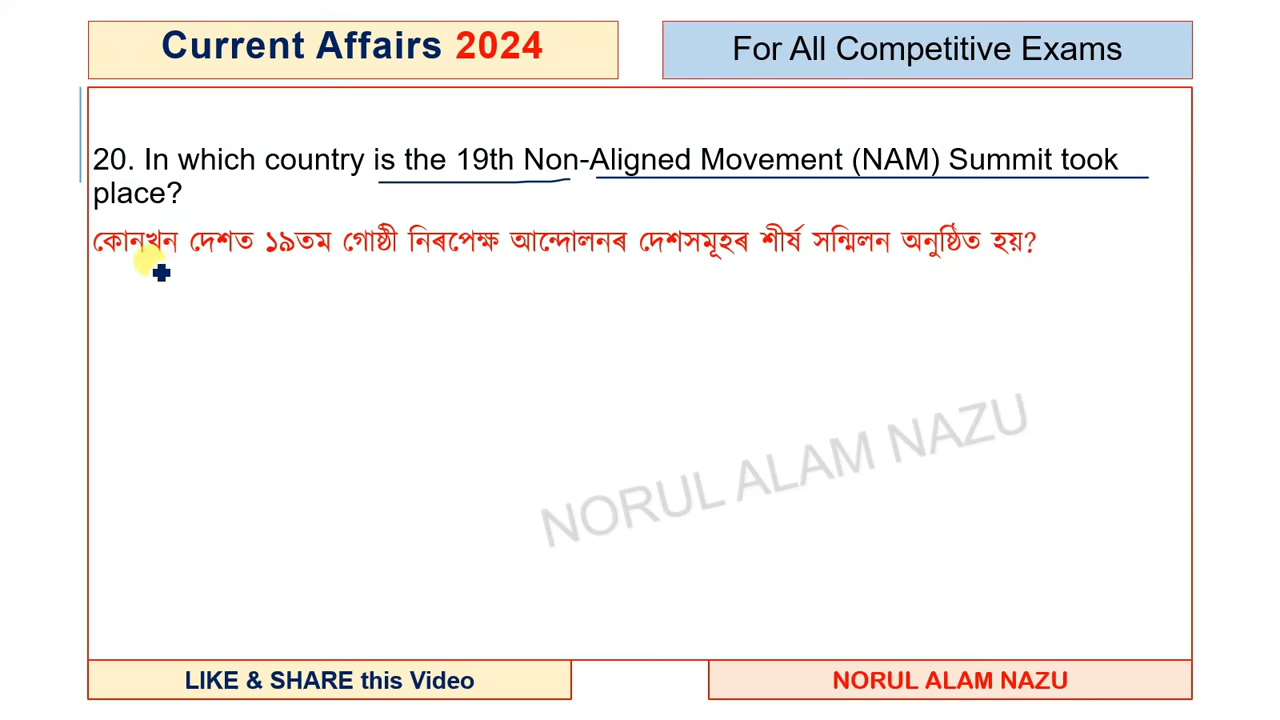 Current Affairs 2024
For All Competitive Exams
20. In which country is the 19th Non-Aligned Movement (NAM) Summit took
place?
কোনখন দেশত ১৯তম গোষ্ঠী নিৰপেক্ষ আন্দোলনৰ দেশসমূহৰ শীৰ্ষ সন্মিলন অনুষ্ঠিত হয়?
NORUL ALAM NAZU
LIKE & SHARE this Video
NORUL ALAM NAZU